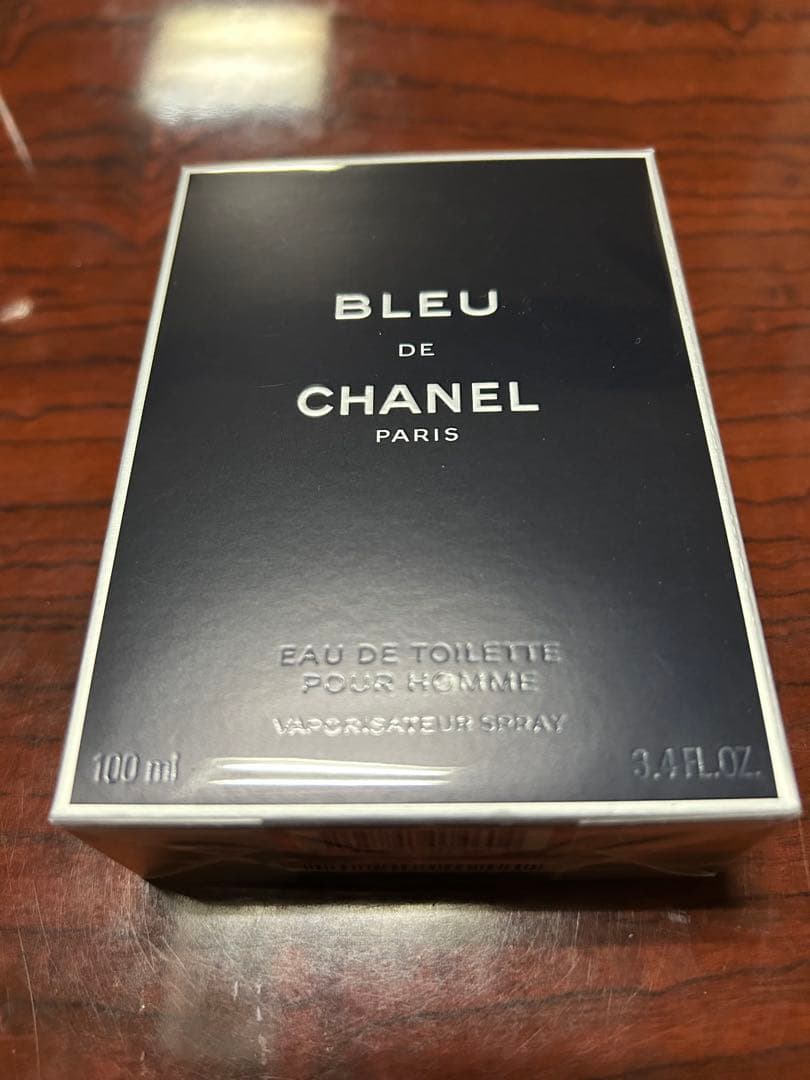 BLEU
DE
CHANEL
PARIS
EAU DE TOILETTE
POUR HOMME
VAPORISATEUR SPRAY
100 ml
3.4 FL.OZ.